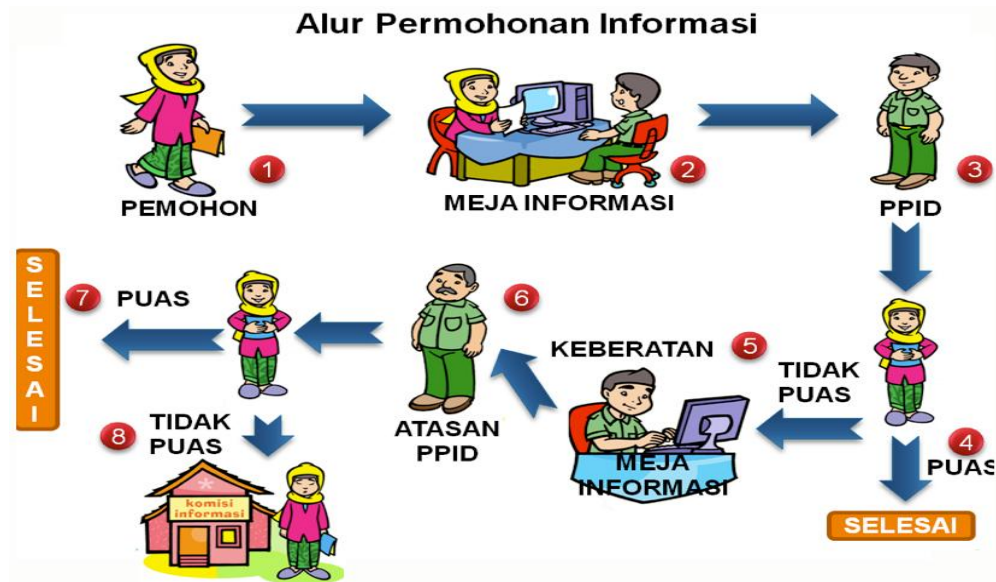 Alur Permohonan Informasi
1
PEMOHON
2
MEJA INFORMASI
3
PPID
4
PUAS
SELESAI
TIDAK
PUAS
KEBERATAN
5
MEJA
INFORMASI
6
ATASAN
PPID
7
PUAS
SELESAI
8
TIDAK
PUAS
komisi
informasi